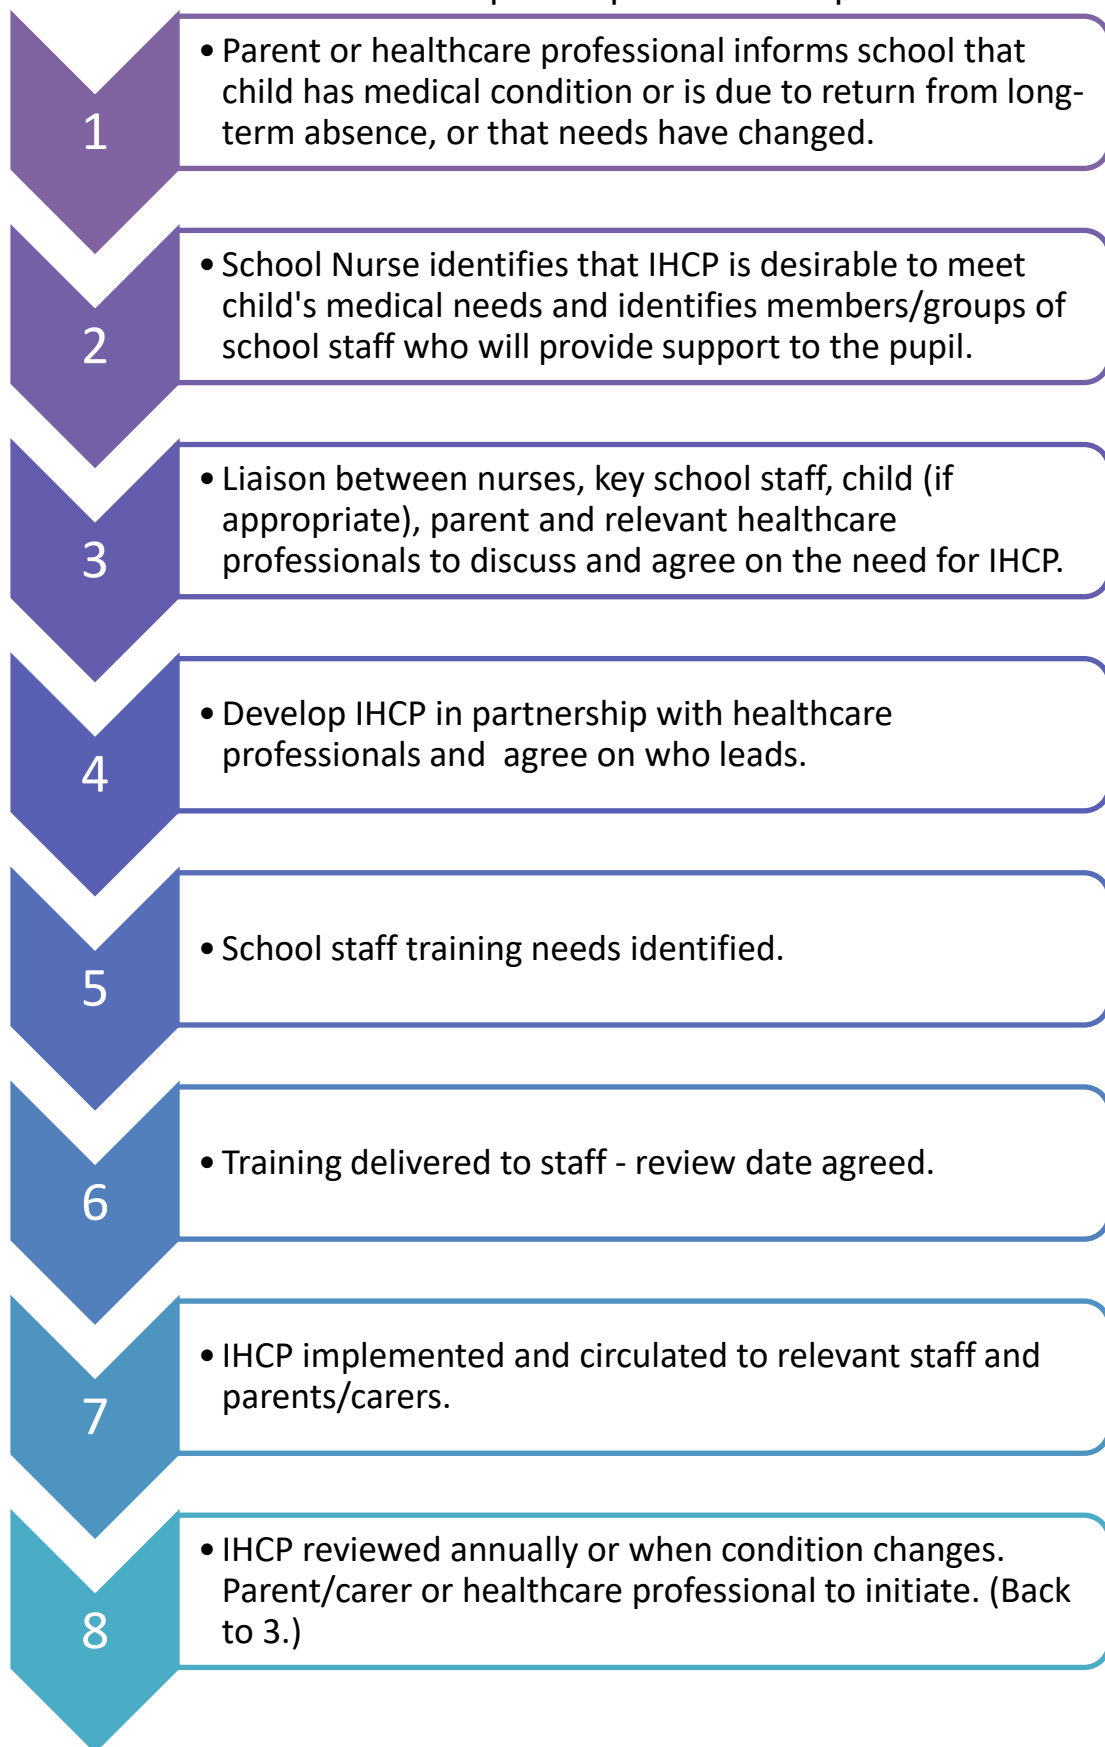 1
• Parent or healthcare professional informs school that
child has medical condition or is due to return from long-
term absence, or that needs have changed.
2
• School Nurse identifies that IHCP is desirable to meet
child's medical needs and identifies members/groups of
school staff who will provide support to the pupil.
3
• Liaison between nurses, key school staff, child (if
appropriate), parent and relevant healthcare
professionals to discuss and agree on the need for IHCP.
4
• Develop IHCP in partnership with healthcare
professionals and  agree on who leads.
5
• School staff training needs identified.
6
• Training delivered to staff - review date agreed.
7
• IHCP implemented and circulated to relevant staff and
parents/carers.
8
• IHCP reviewed annually or when condition changes.
Parent/carer or healthcare professional to initiate. (Back
to 3.)